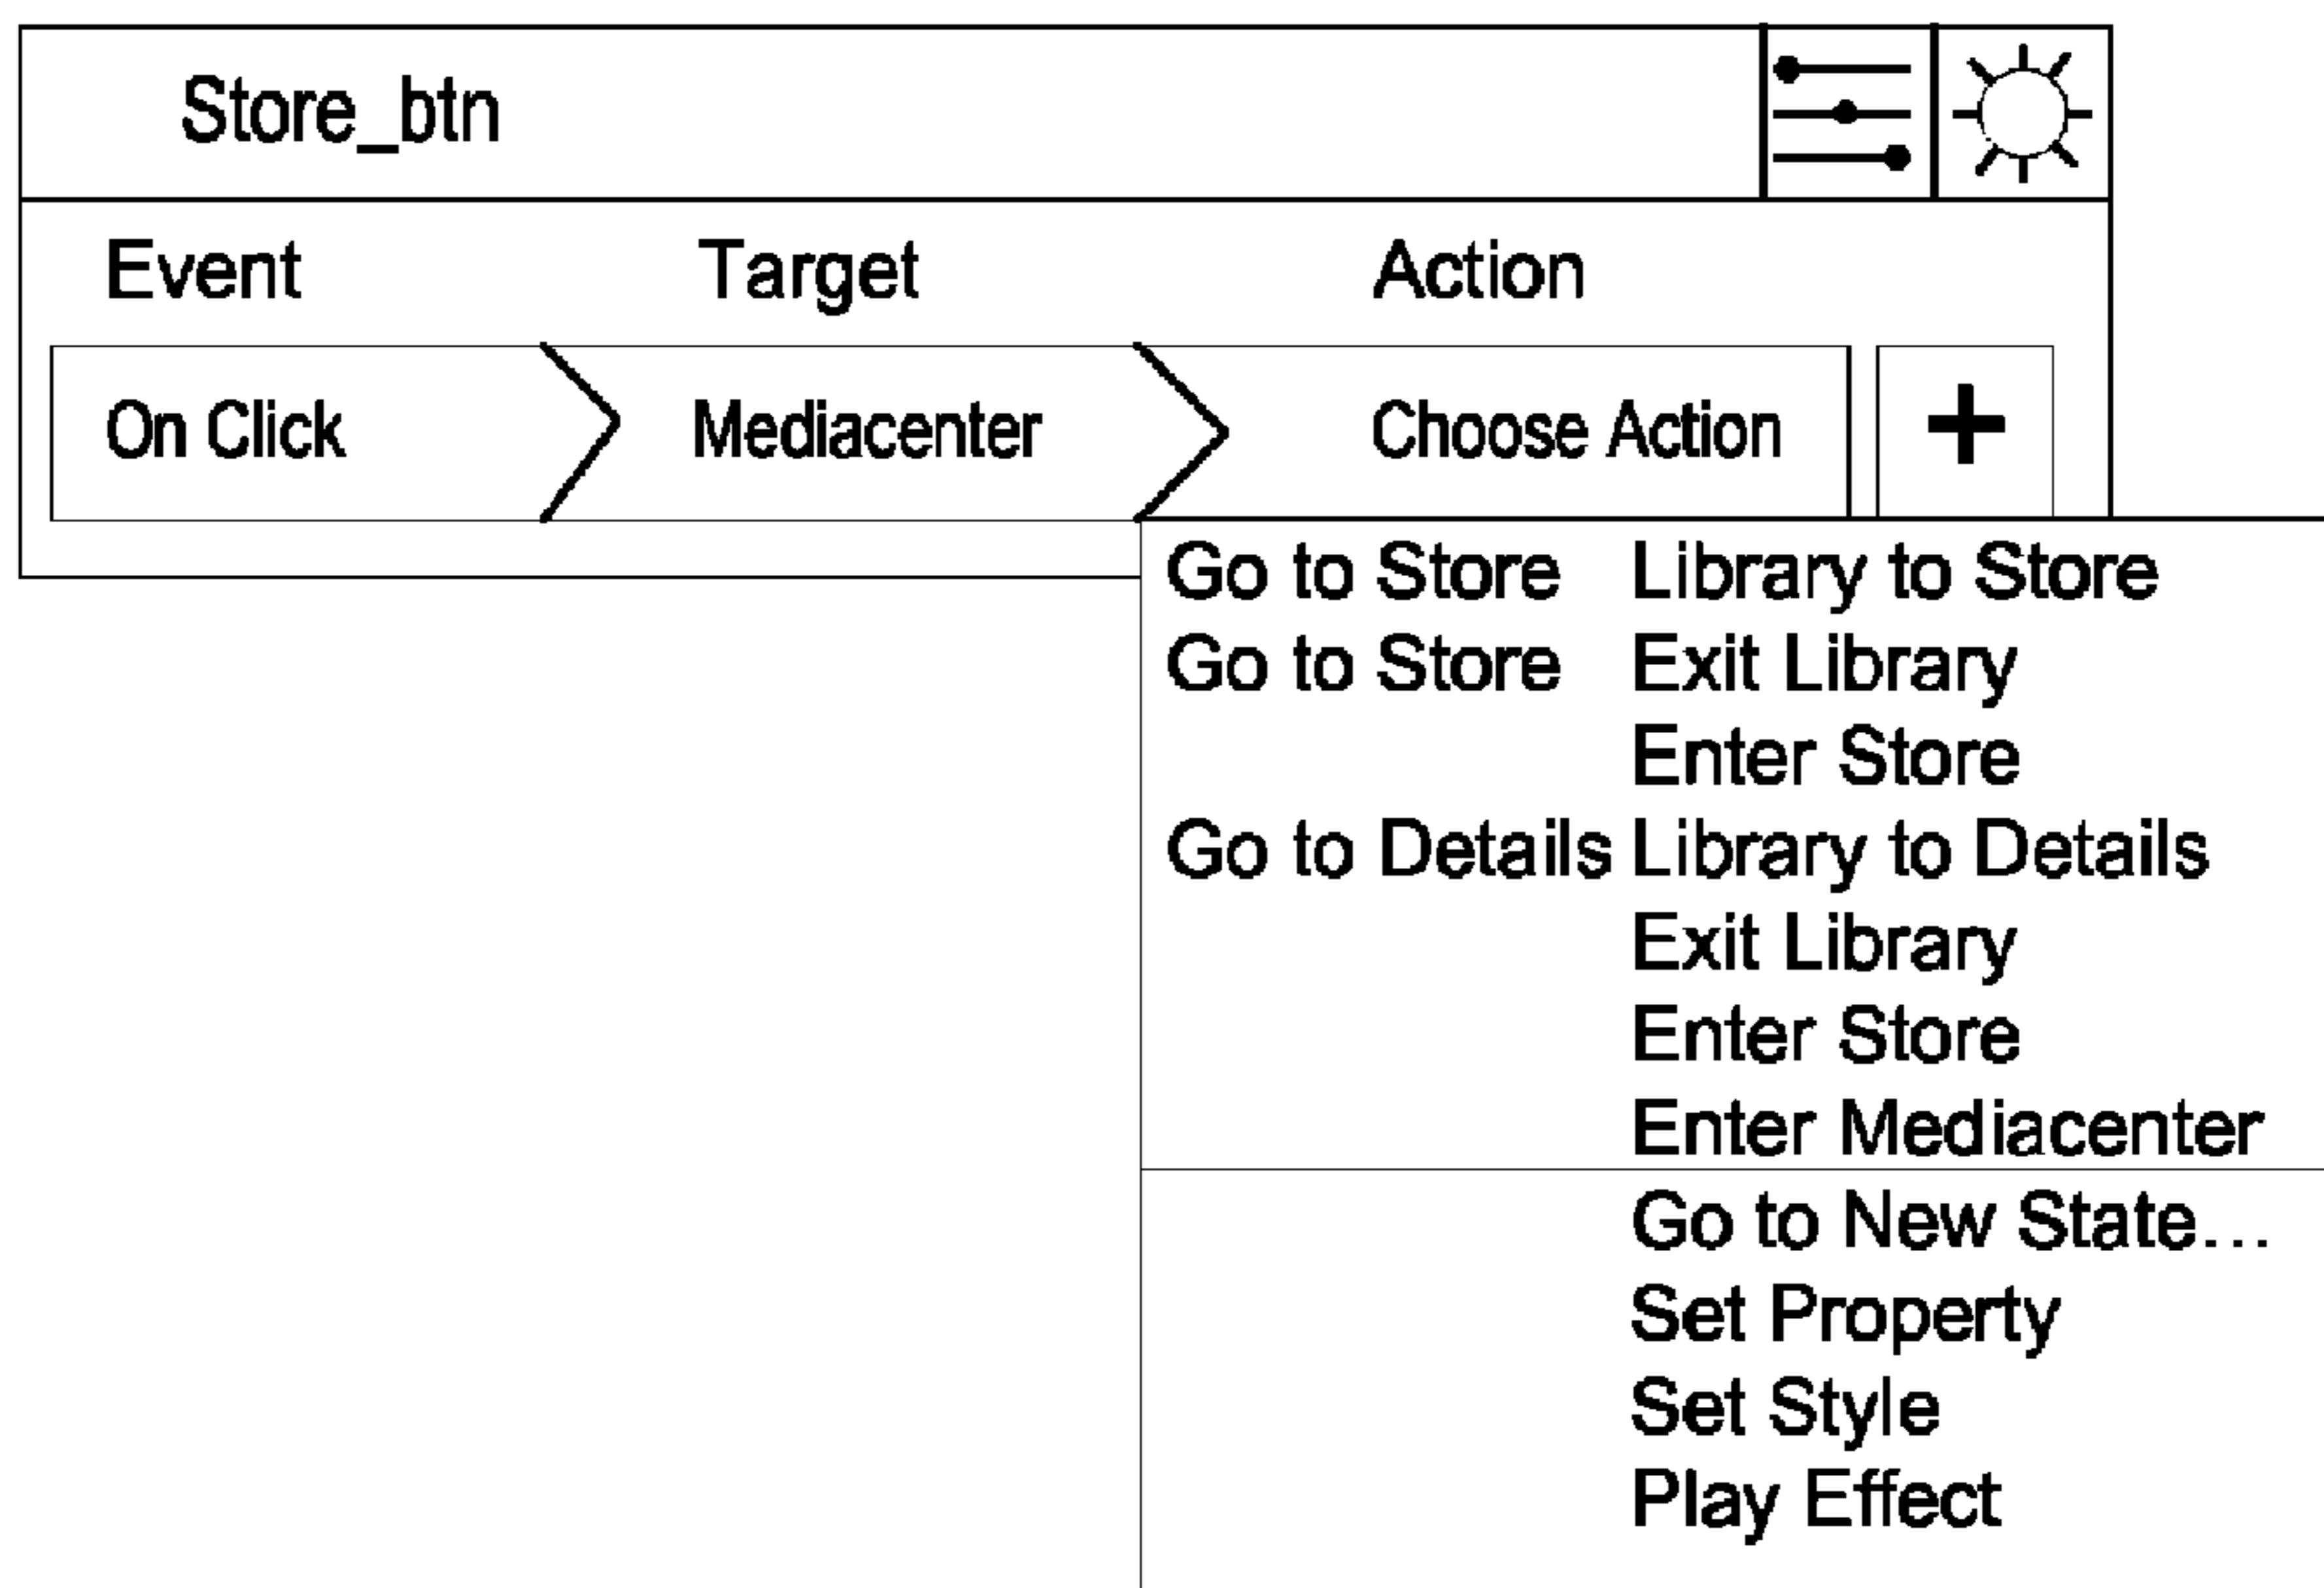 Store_btn
Event Target Action
On Click Mediacenter Choose Action +
Go to Store Library to Store
Go to Store Exit Library
Enter Store
Go to Details Library to Details
Exit Library
Enter Store
Enter Mediacenter
Go to New State...
Set Property
Set Style
Play Effect